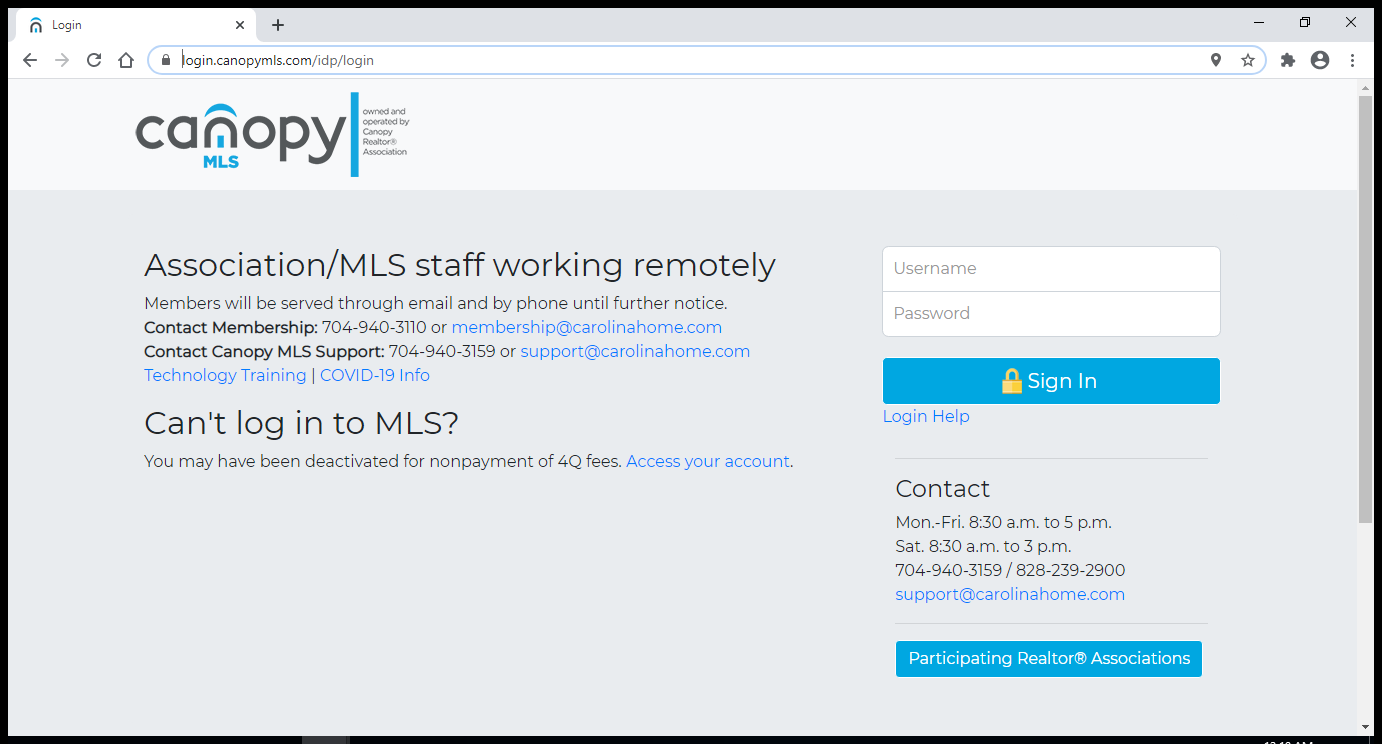 Login
login.canopymls.com/idp/login
canopy
MLS
owned and
operated by
Canopy
Realtor®
Association
Association/MLS staff working remotely
Members will be served through email and by phone until further notice.
Contact Membership: 704-940-3110 or membership@carolinahome.com
Contact Canopy MLS Support: 704-940-3159 or support@carolinahome.com
Technology Training | COVID-19 Info
Can't log in to MLS?
You may have been deactivated for nonpayment of 4Q fees. Access your account.
Username
Password
Sign In
Login Help
Contact
Mon.-Fri. 8:30 a.m. to 5 p.m.
Sat. 8:30 a.m. to 3 p.m.
704-940-3159 / 828-239-2900
support@carolinahome.com
Participating Realtor® Associations